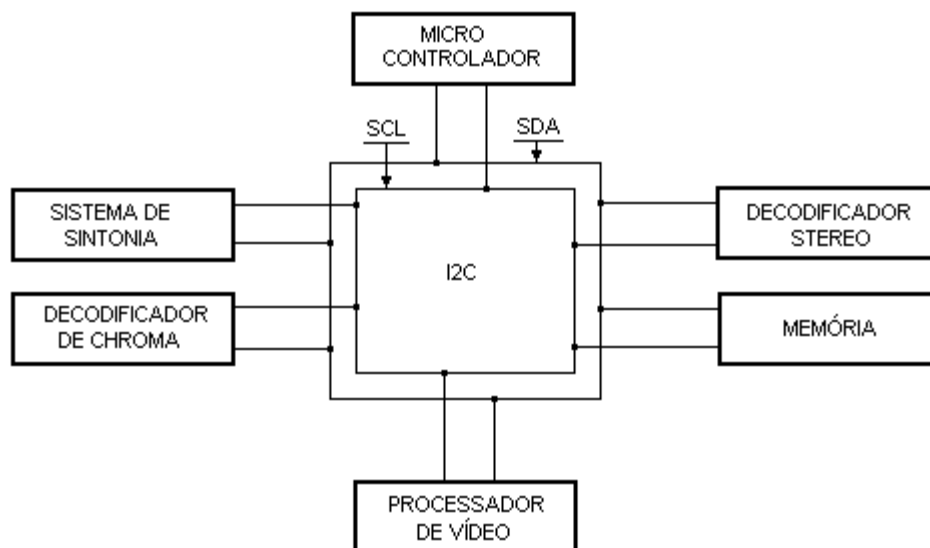 MICRO
CONTROLADOR
SCL
SDA
SISTEMA DE
SINTONIA
DECODIFICADOR
STEREO
I2C
DECODIFICADOR
DE CHROMA
MEMÓRIA
PROCESSADOR
DE VÍDEO